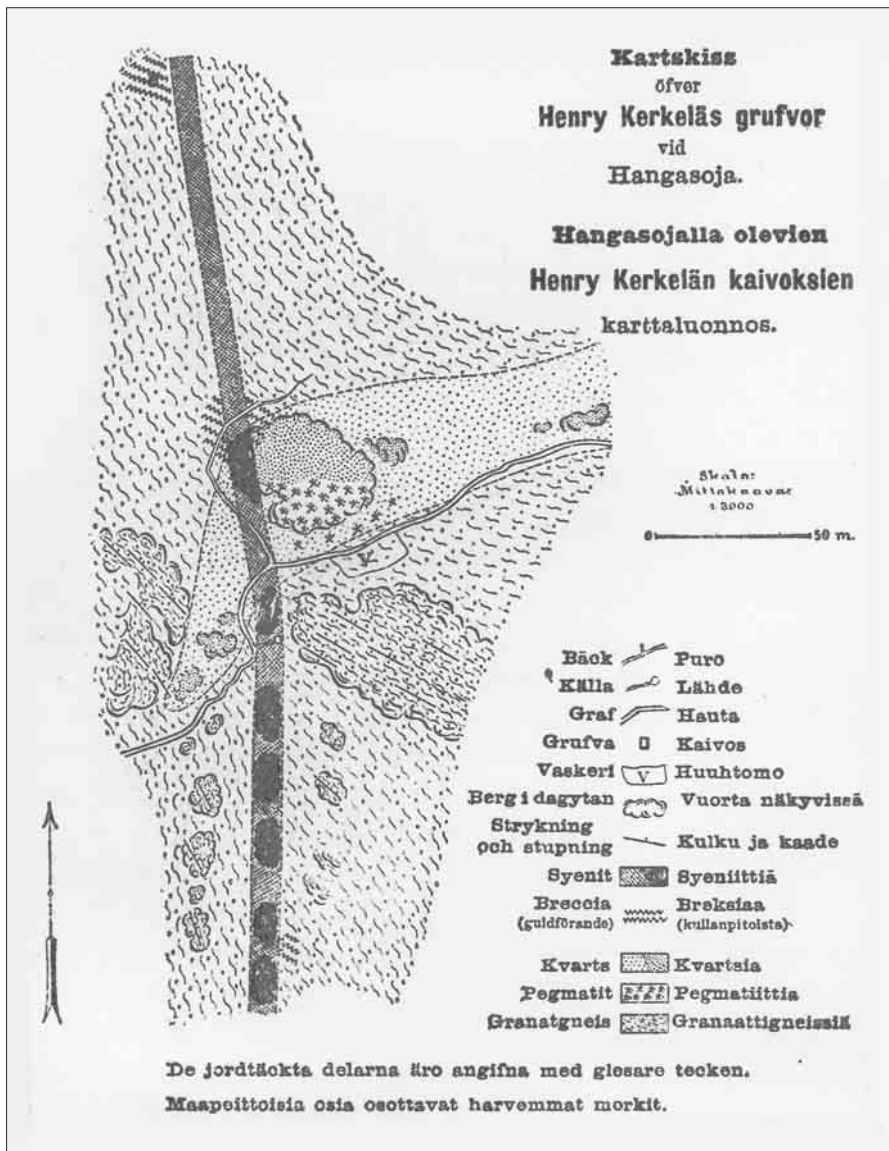 Kartskiss
öfver
Henry Kerkeläs grufvor
vid
Hangasoja.
Hangasojalla olevien
Henry Kerkelän kaivoksien
karttaluonnos.
Skala:
Mittakaavat
1:3000
0 50 m.
V
Bäck Puro
Källa Lähde
Graf Hauta
Grufva Kaivos
Vaskeri V Huuhtomo
Berg i dagytan Vuorta näkyvissä
Strykning
och stupning Kulku ja kaade
Syenit Syeniittiä
Breccia Breksiaa
(guldförande) (kullanpitoista)
Kvarts Kvartsia
Pegmatit Pegmatiittia
Granatgneis Granaattigneissiä
De jordtäckta delarna äro angifna med glesare tecken.
Maapeittoisia osia osottavat harvemmat merkit.